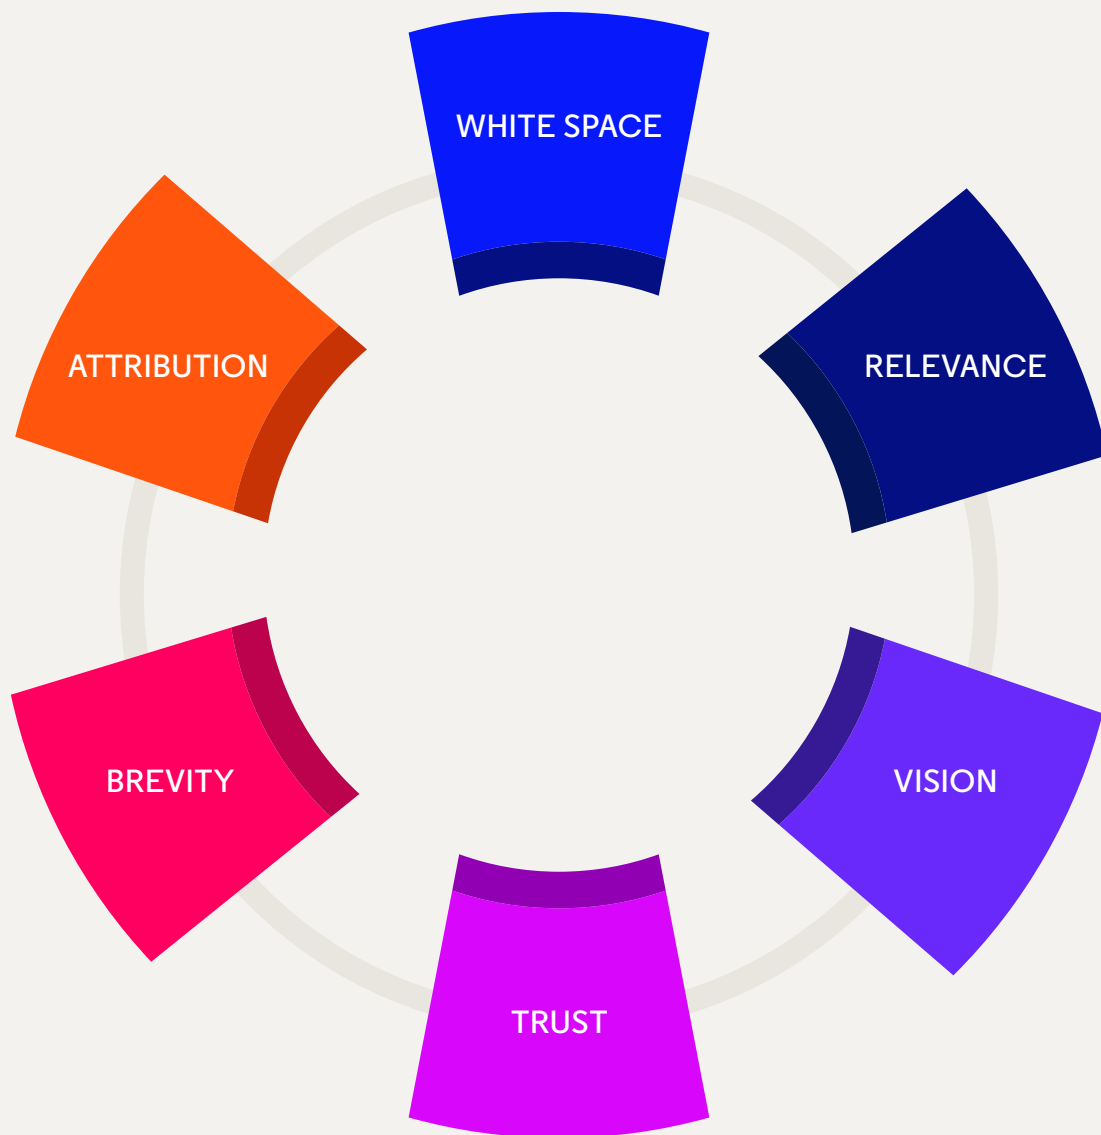 WHITE SPACE
ATTRIBUTION
RELEVANCE
BREVITY
VISION
TRUST